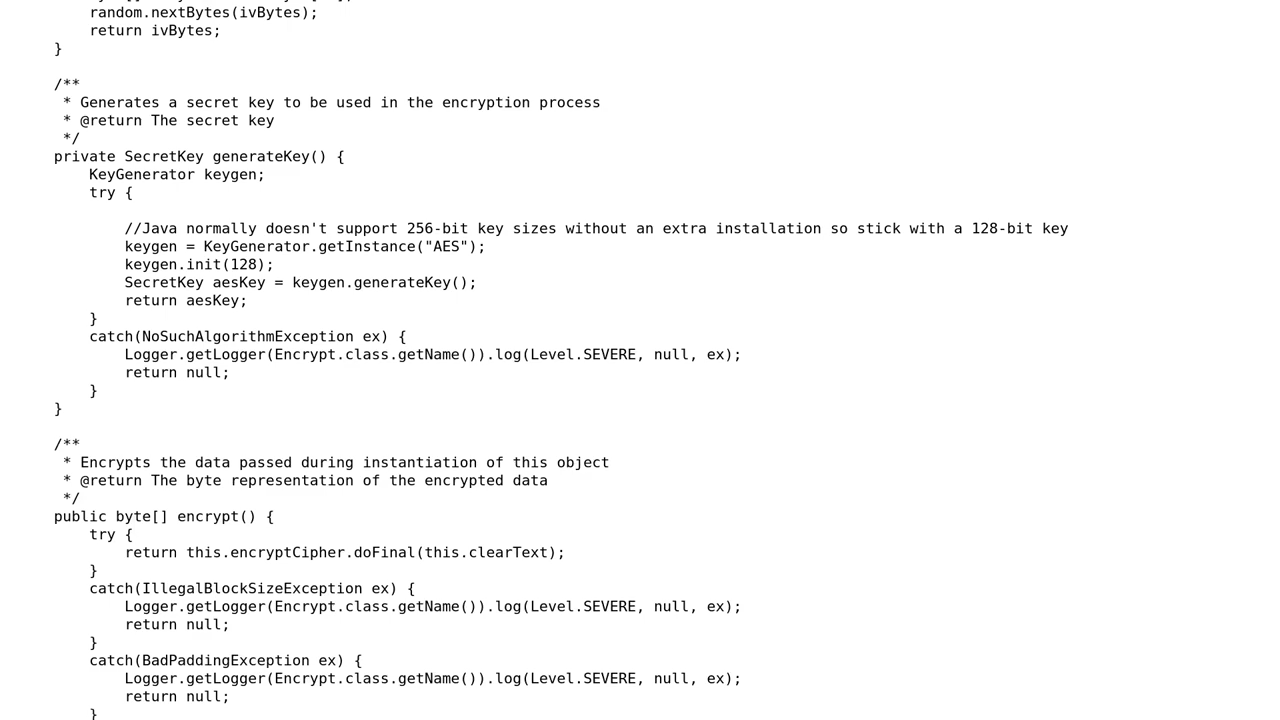 random.nextBytes(ivBytes);
return ivBytes;
}
/**
* Generates a secret key to be used in the encryption process
* @return The secret key
*/
private SecretKey generateKey() {
KeyGenerator keygen;
try {
//Java normally doesn't support 256-bit key sizes without an extra installation so stick with a 128-bit key
keygen = KeyGenerator.getInstance("AES");
keygen.init(128);
SecretKey aesKey = keygen.generateKey();
return aesKey;
}
catch(NoSuchAlgorithmException ex) {
Logger.getLogger(Encrypt.class.getName()).log(Level.SEVERE, null, ex);
return null;
}
}
/**
* Encrypts the data passed during instantiation of this object
* @return The byte representation of the encrypted data
*/
public byte[] encrypt() {
try {
return this.encryptCipher.doFinal(this.clearText);
}
catch(IllegalBlockSizeException ex) {
Logger.getLogger(Encrypt.class.getName()).log(Level.SEVERE, null, ex);
return null;
}
catch(BadPaddingException ex) {
Logger.getLogger(Encrypt.class.getName()).log(Level.SEVERE, null, ex);
return null;
}